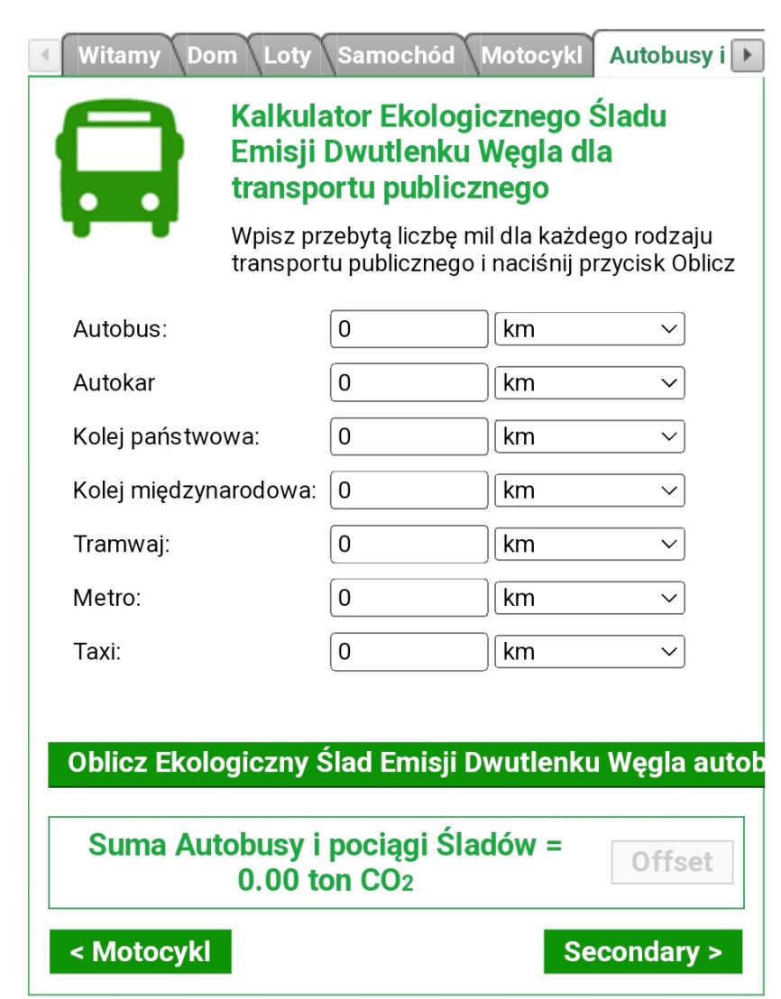 Witamy Dom Loty Samochód Motocykl Autobusy i
Kalkulator Ekologicznego Śladu
Emisji Dwutlenku Węgla dla
transportu publicznego
Wpisz przebytą liczbę mil dla każdego rodzaju
transportu publicznego i naciśnij przycisk Oblicz
Autobus: 0 km
Autokar 0 km
Kolej państwowa: 0 km
Kolej międzynarodowa: 0 km
Tramwaj: 0 km
Metro: 0 km
Taxi: 0 km
Oblicz Ekologiczny Ślad Emisji Dwutlenku Węgla autob
Suma Autobusy i pociągi Śladów =
0.00 ton CO2
Offset
< Motocykl Secondary >